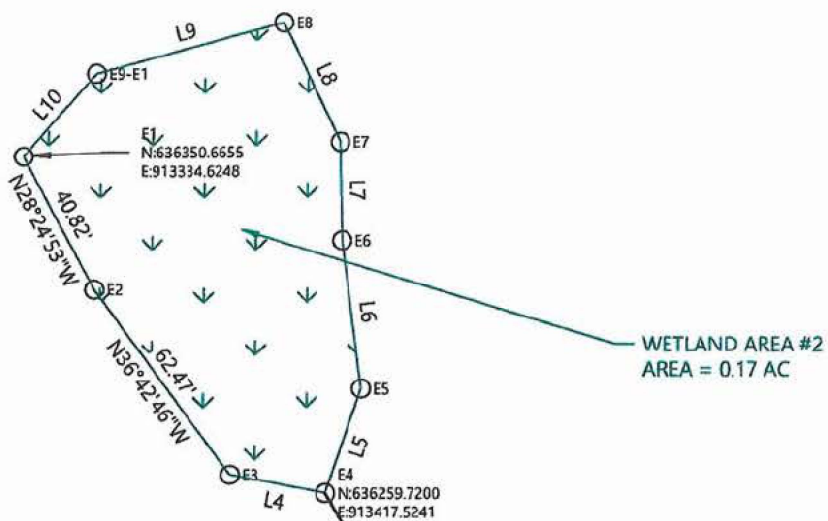 E8
L9
E9-E1
L8
L10
E7
E1
N:636350.6655
E:913334.6248
40.82'
N28°24'53"W
L7
E6
E2
L6
WETLAND AREA #2
AREA = 0.17 AC
62.47'
N36°42'46"W
E5
L5
E3
L4
E4
N:636259.7200
E:913417.5241